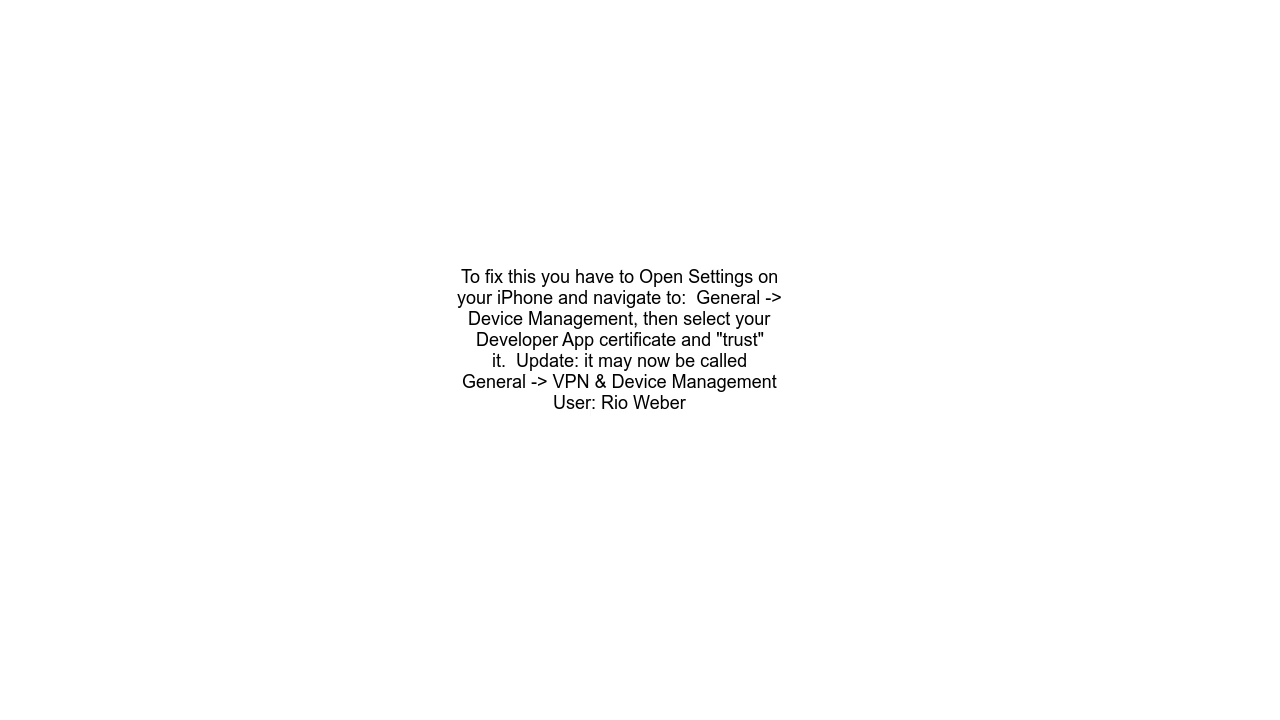 To fix this you have to Open Settings on
your iPhone and navigate to:  General ->
Device Management, then select your
Developer App certificate and "trust"
it.  Update: it may now be called
General -> VPN & Device Management
User: Rio Weber